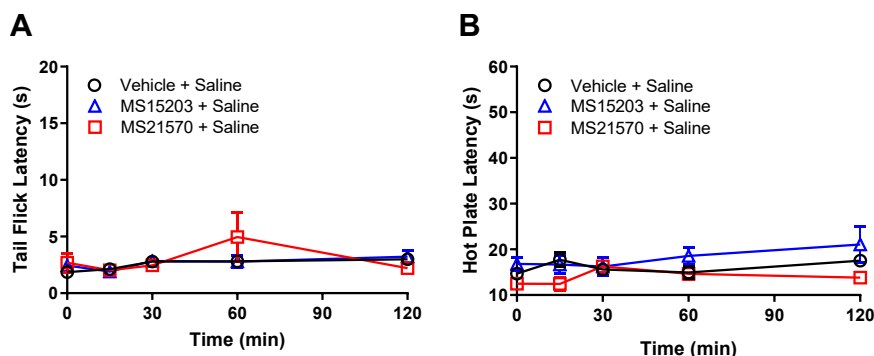 A
Tail Flick Latency (s)
20
15
10
5
0
Vehicle + Saline
MS15203 + Saline
MS21570 + Saline
0 30 60 90 120
Time (min)
B
Hot Plate Latency (s)
60
50
40
30
20
10
Vehicle + Saline
MS15203 + Saline
MS21570 + Saline
0 30 60 90 120
Time (min)